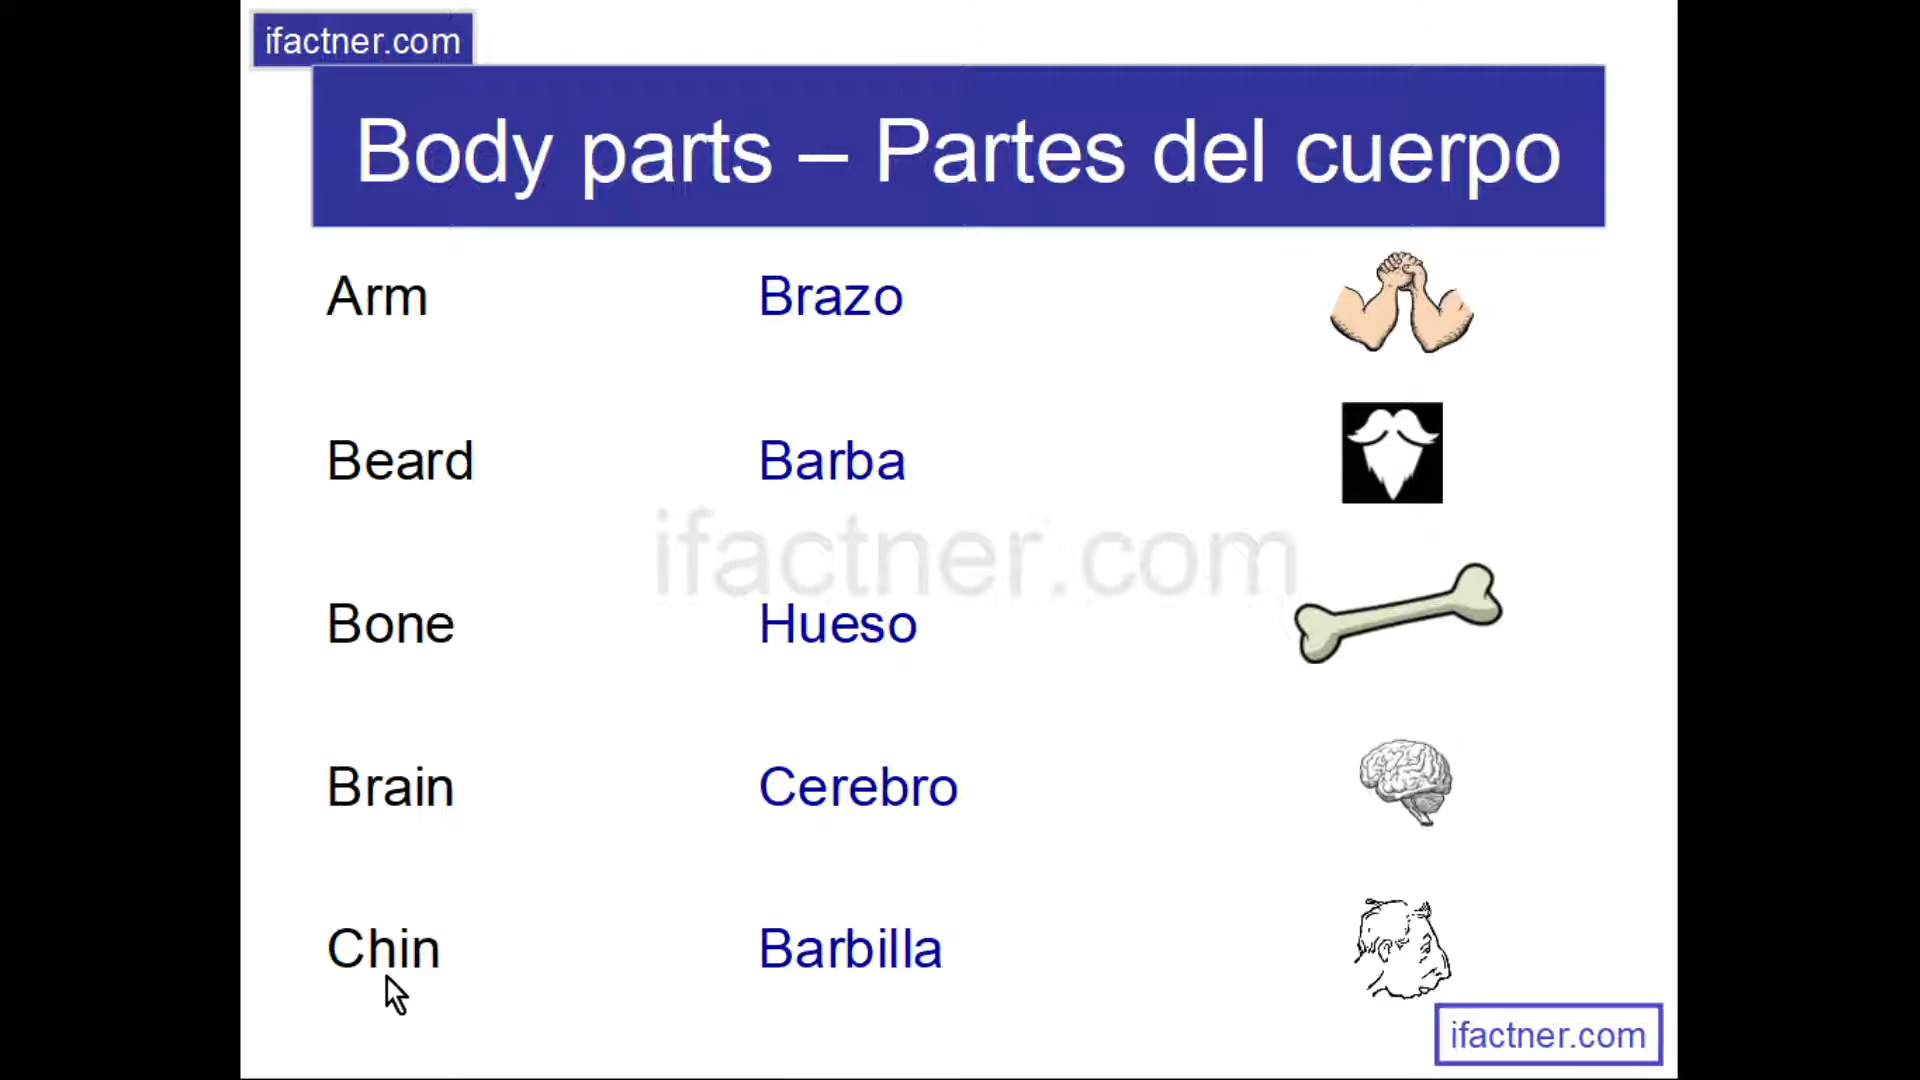 ifactner.com
Body parts – Partes del cuerpo
Arm Brazo
Beard Barba
ifactner.com
Bone Hueso
Brain Cerebro
Chin Barbilla
ifactner.com